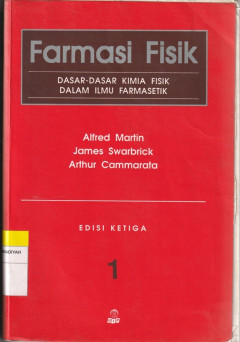 Farmasi Fisik
DASAR-DASAR KIMIA FISIK
DALAM ILMU FARMASETIK
Alfred Martin
James Swarbrick
Arthur Cammarata
EDISI KETIGA
1